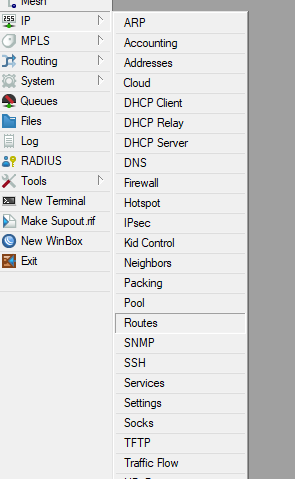 Mesh
IP
MPLS
Routing
System
Queues
Files
Log
RADIUS
Tools
New Terminal
Make Supout.rif
New WinBox
Exit
ARP
Accounting
Addresses
Cloud
DHCP Client
DHCP Relay
DHCP Server
DNS
Firewall
Hotspot
IPsec
Kid Control
Neighbors
Packing
Pool
Routes
SNMP
SSH
Services
Settings
Socks
TFTP
Traffic Flow